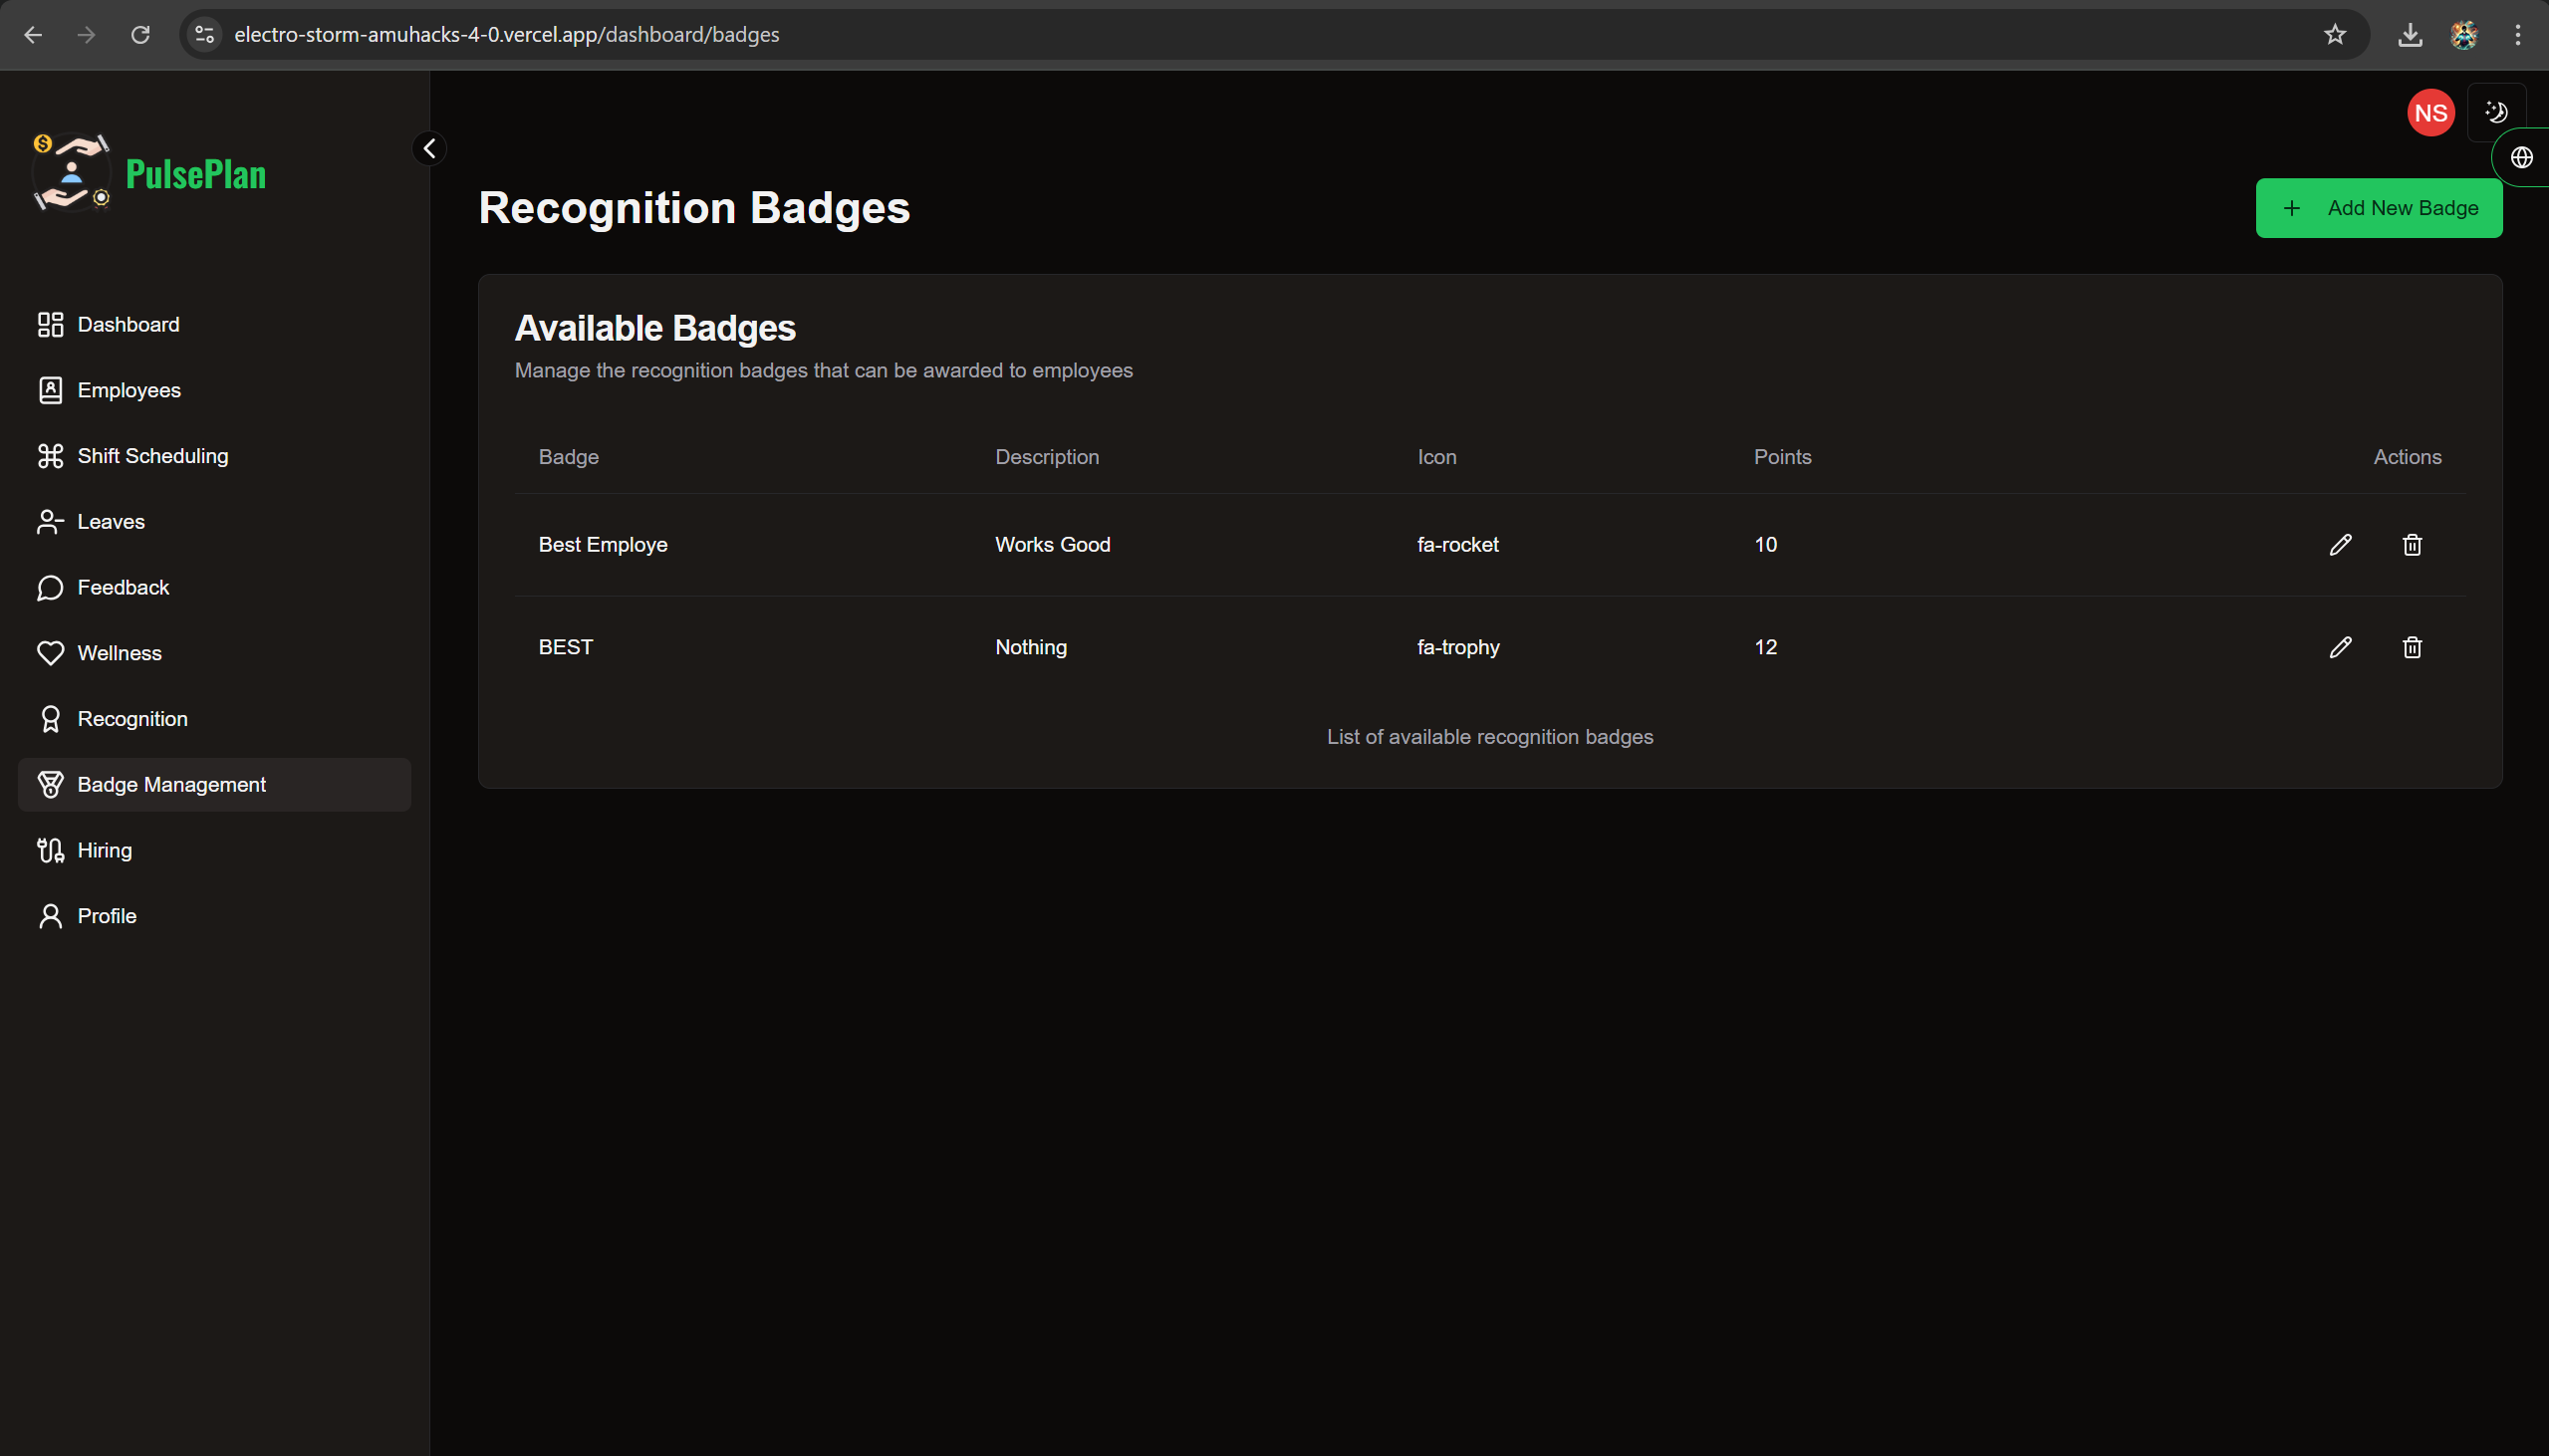 electro-storm-amuhacks-4-0.vercel.app/dashboard/badges
PulsePlan
NS
Recognition Badges
Add New Badge
Dashboard
Employees
Shift Scheduling
Leaves
Feedback
Wellness
Recognition
Badge Management
Hiring
Profile
Available Badges
Manage the recognition badges that can be awarded to employees
Badge Description Icon Points Actions
Best Employe Works Good fa-rocket 10
BEST Nothing fa-trophy 12
List of available recognition badges